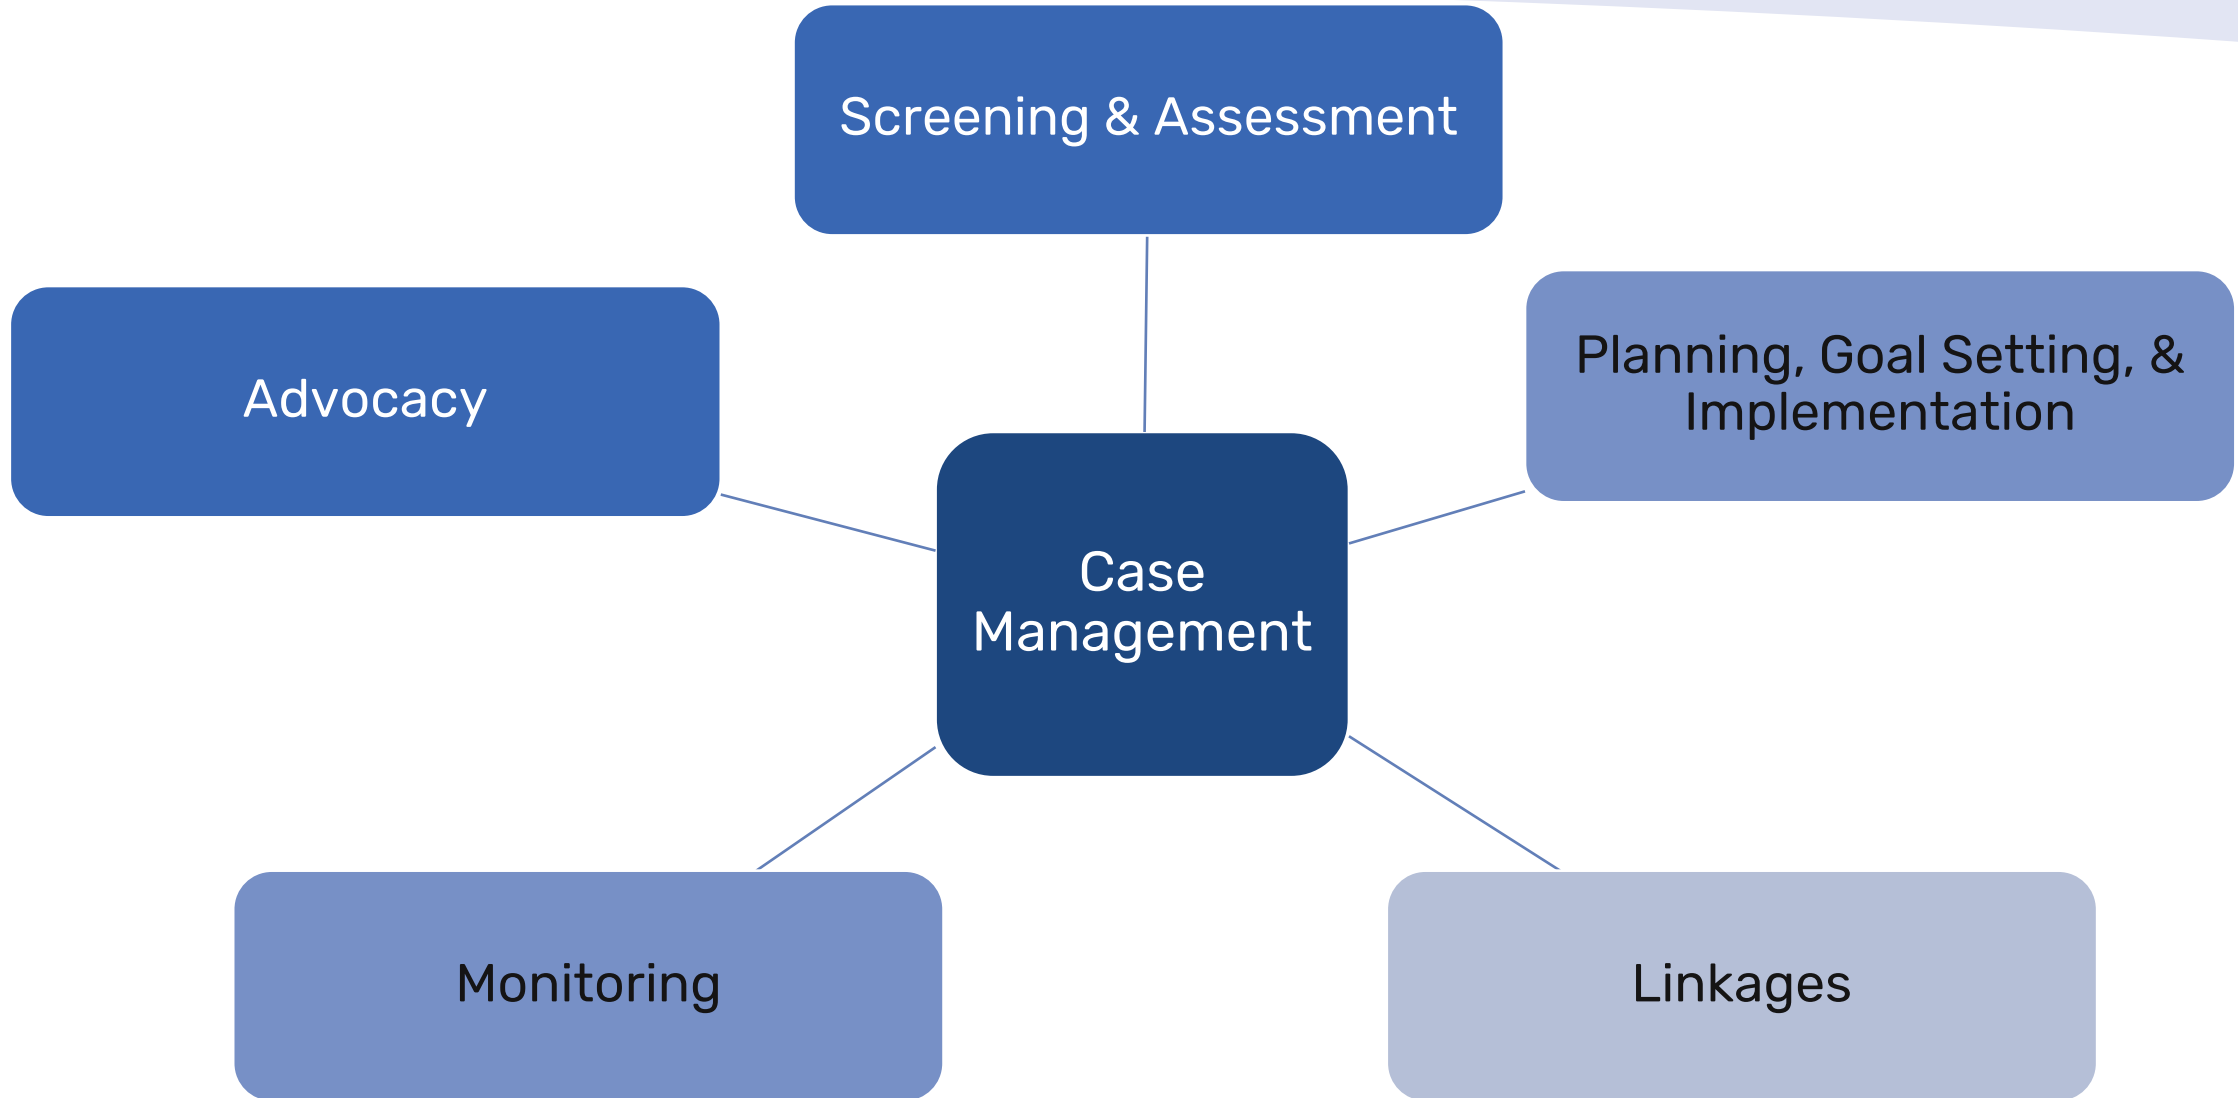 Screening & Assessment
Advocacy
Planning, Goal Setting, &
Implementation
Case
Management
Monitoring
Linkages